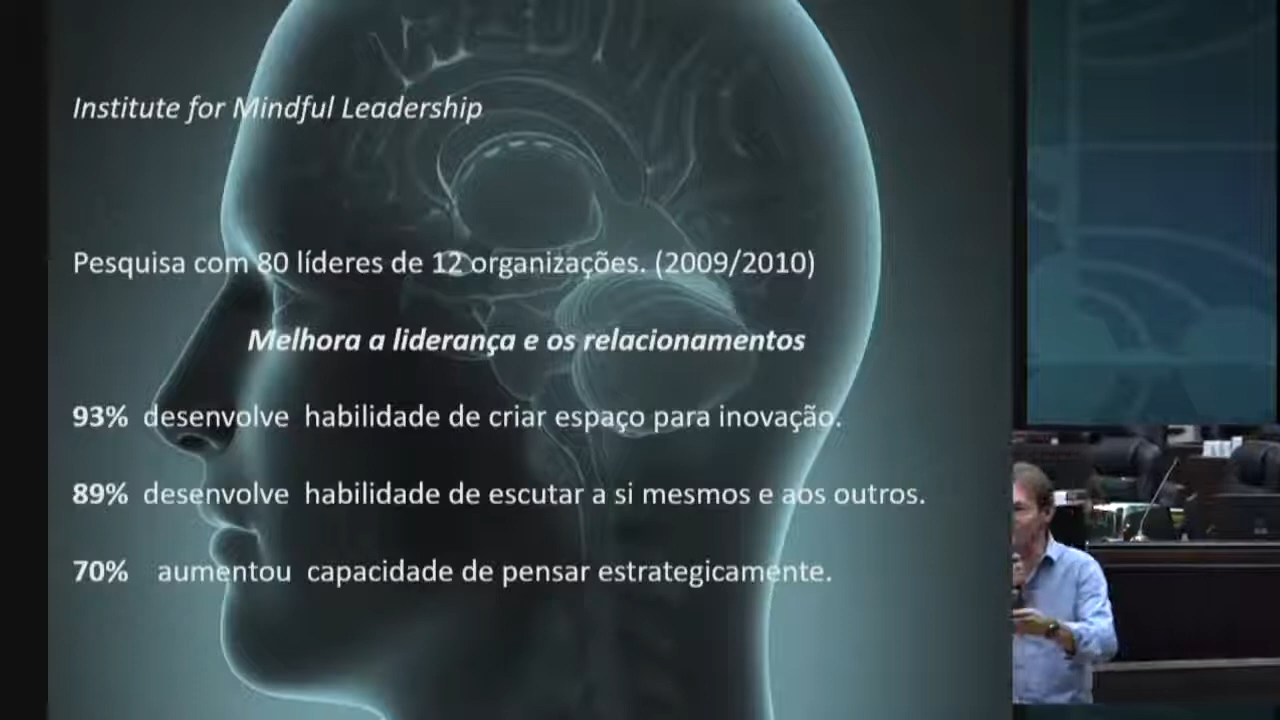 Institute for Mindful Leadership
Pesquisa com 80 líderes de 12 organizações. (2009/2010)
Melhora a liderança e os relacionamentos
93% desenvolve habilidade de criar espaço para inovação.
89% desenvolve habilidade de escutar a si mesmos e aos outros.
70% aumentou capacidade de pensar estrategicamente.